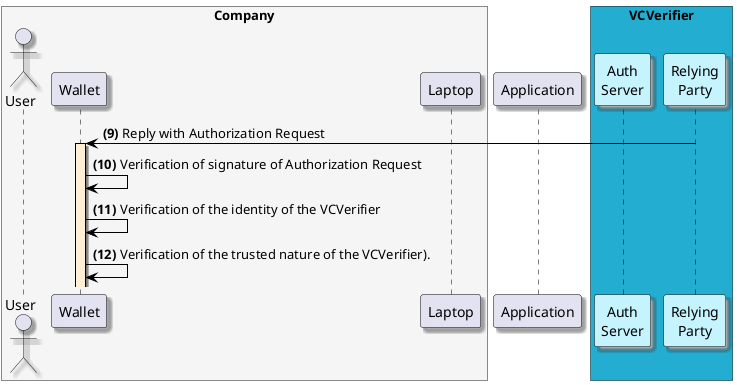 Company
VCVerifier
User
Wallet
Laptop
Application
Auth
Server
Relying
Party
(9) Reply with Authorization Request
(10) Verification of signature of Authorization Request
(11) Verification of the identity of the VCVerifier
(12) Verification of the trusted nature of the VCVerifier).
User
Wallet
Laptop
Application
Auth
Server
Relying
Party